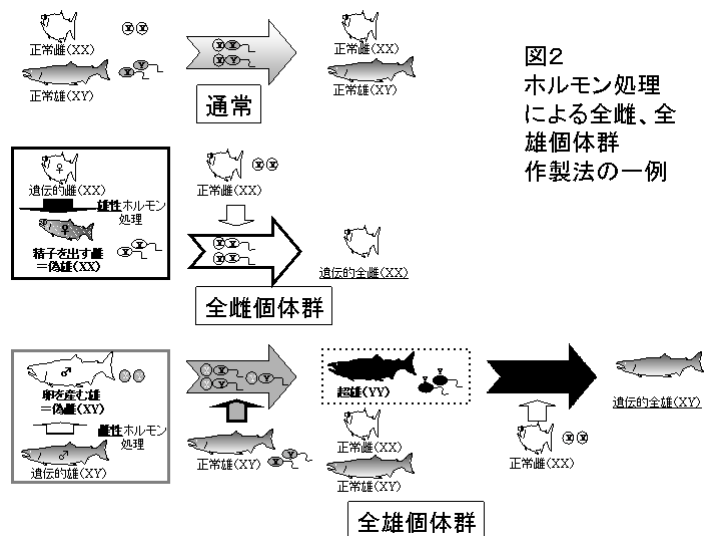 正常雌(XX)
正常雄(XY)
通常
正常雌(XX)
正常雄(XY)
図2
ホルモン処理
による全雌、全
雄個体群
作製法の一例
♀
遺伝的雌(XX)
雄性ホルモン
処理
♀
精子を出す雌
=偽雄(XX)
正常雌(XX)
遺伝的全雌(XX)
全雌個体群
♂
卵を産む雄
=偽雌(XY)
雌性ホルモン
処理
♂
遺伝的雄(XY)
正常雄(XY)
超雄(YY)
Y Y
正常雌(XX)
正常雄(XY)
正常雌(XX)
遺伝的全雄(XY)
全雄個体群